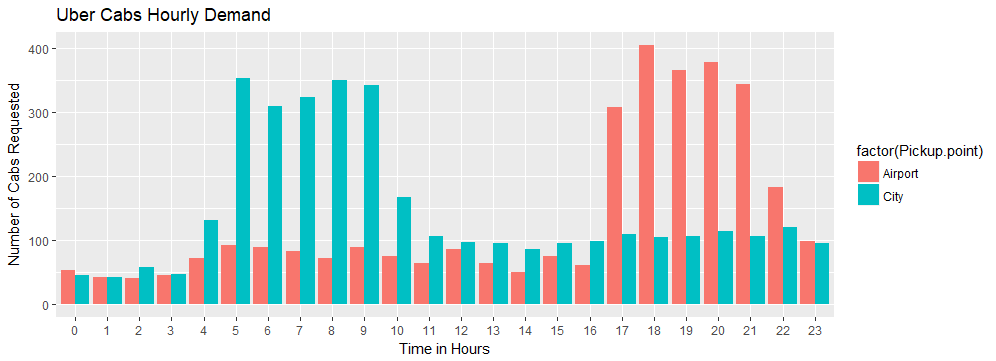 Uber Cabs Hourly Demand
Number of Cabs Requested
400
300
200
100
0
0 1 2 3 4 5 6 7 8 9 10 11 12 13 14 15 16 17 18 19 20 21 22 23
Time in Hours
factor(Pickup.point)
Airport
City